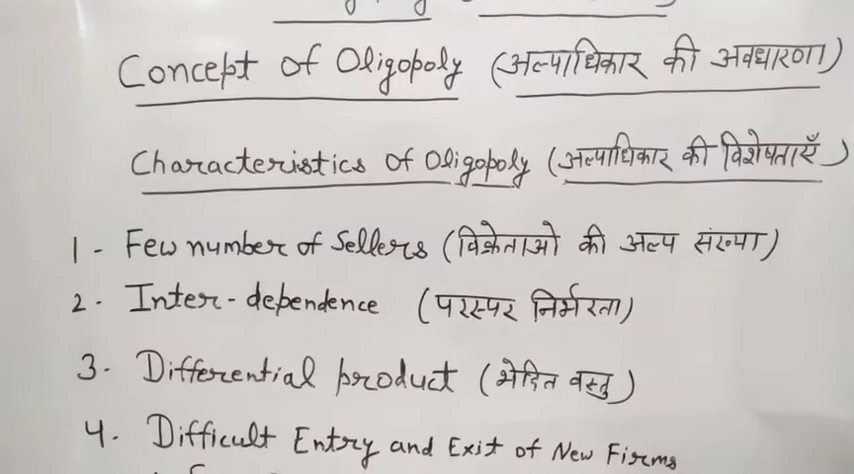 Concept of Oligopoly (अल्पाधिकार की अवधारणा)
Characteristics of Oligopoly (अल्पाधिकार की विशेषताएँ)
1 - Few number of Sellers (विक्रेताओ की अल्प संख्या)
2 - Inter-dependence (परस्पर निर्भरता)
3. Differential product (भेदित वस्तु)
4. Difficult Entry and Exit of New Firms